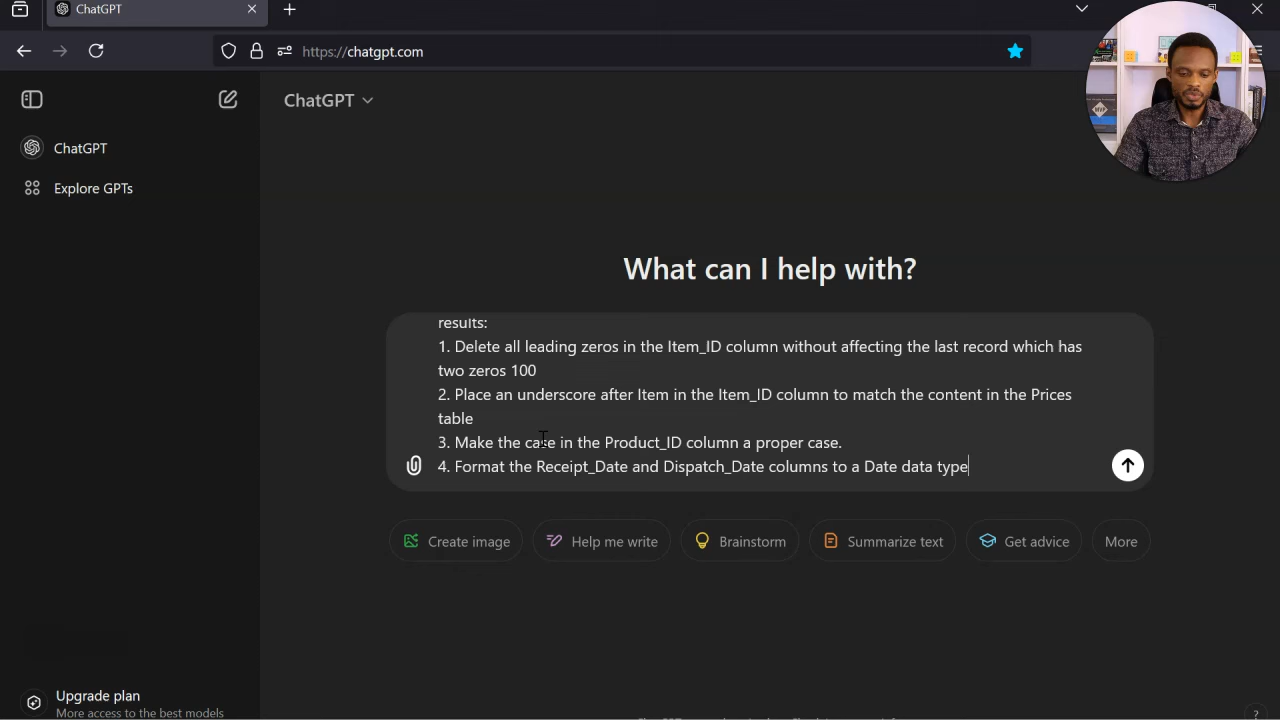 ChatGPT
https://chatgpt.com
ChatGPT
ChatGPT
Explore GPTs
What can I help with?
results:
1. Delete all leading zeros in the Item_ID column without affecting the last record which has
two zeros 100
2. Place an underscore after Item in the Item_ID column to match the content in the Prices
table
3. Make the case in the Product_ID column a proper case.
4. Format the Receipt_Date and Dispatch_Date columns to a Date data type
Create image
Help me write
Brainstorm
Summarize text
Get advice
More
Upgrade plan
More access to the best models
?